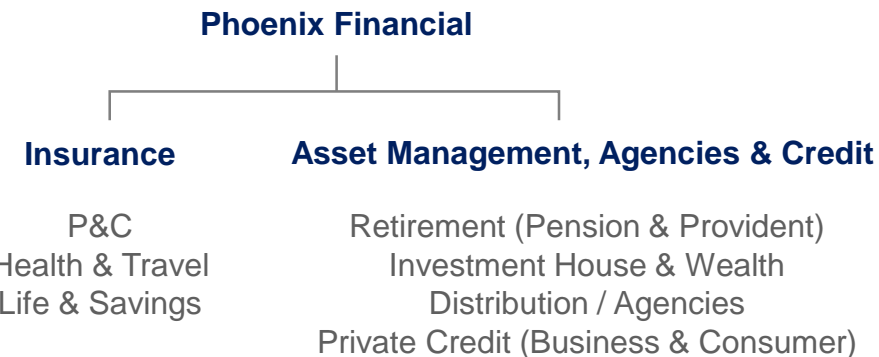 Phoenix Financial
Insurance
Asset Management, Agencies & Credit
P&C
Health & Travel
Life & Savings
Retirement (Pension & Provident)
Investment House & Wealth
Distribution / Agencies
Private Credit (Business & Consumer)